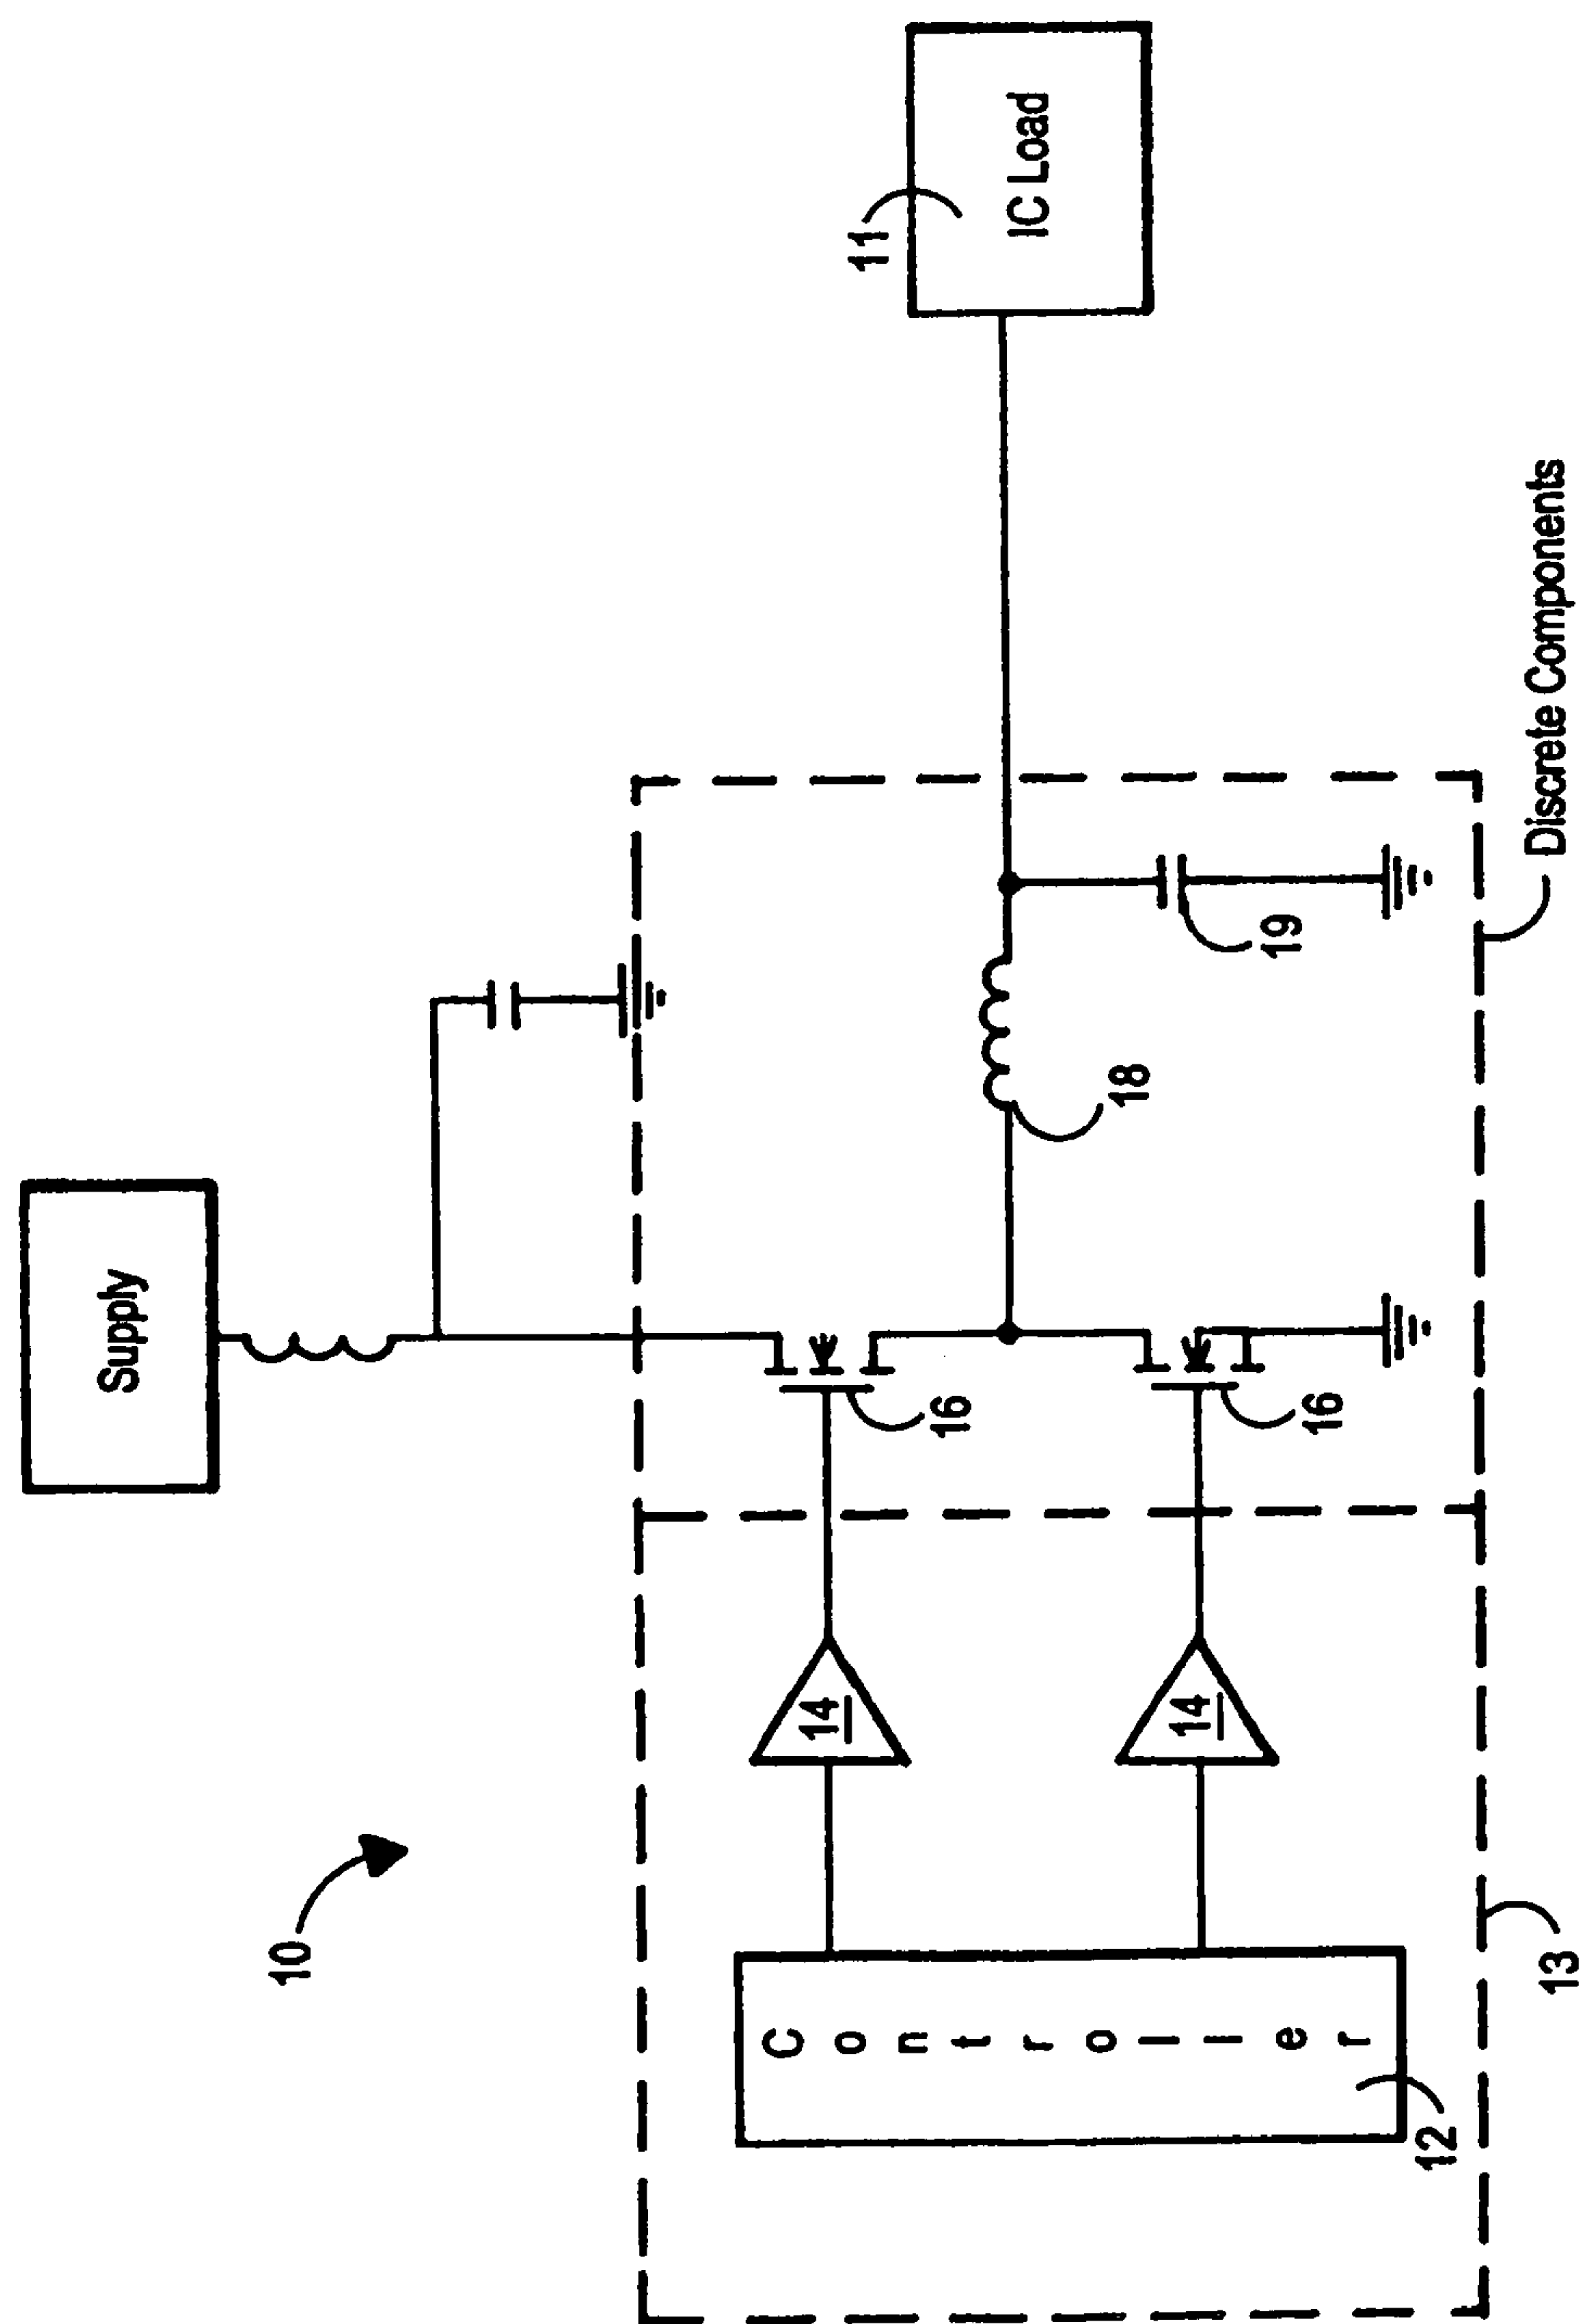 Supply
10
11
IC Load
14
16
18
Controller
14
16
19
12
13
Discrete Components